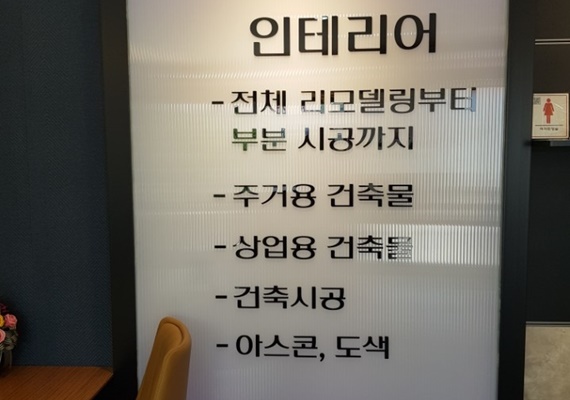 인테리어
- 전체 리모델링부터
부분 시공까지
- 주거용 건축물
- 상업용 건축물
- 건축시공
- 아스콘, 도색